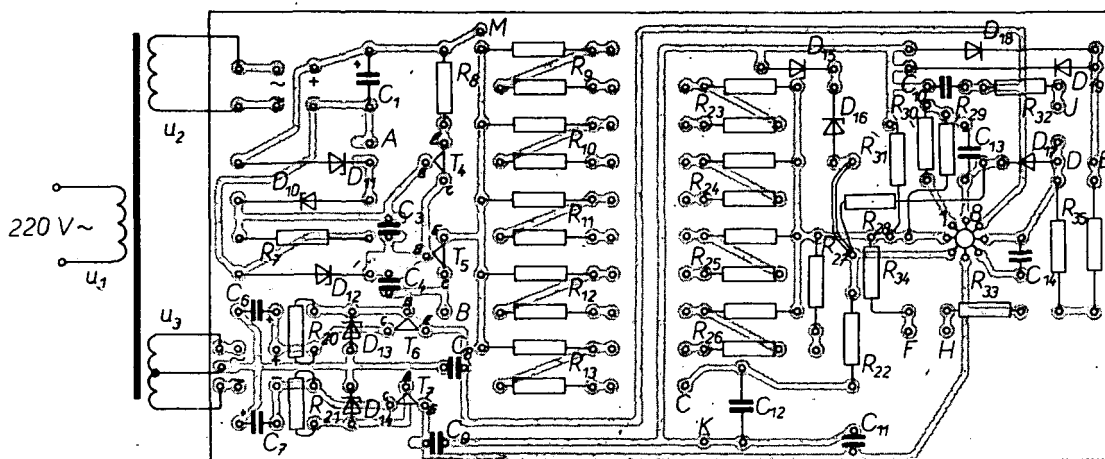 M
D18
D15
R8
R9
C1
D19
R32
U
u2
R23
R30
R29
D16
A
R31
C13
R10
T4
D11
D
E
D10
R24
C3
B
R11
R35
220 V~
R28
T5
R27
R7
R25
R34
C14
u1
C4
R12
D12
C6
R33
B
u3
R20
D13
T6
C8
R26
F
H
R13
R22
R21
D14
T7
C
C12
C7
C9
K
C11